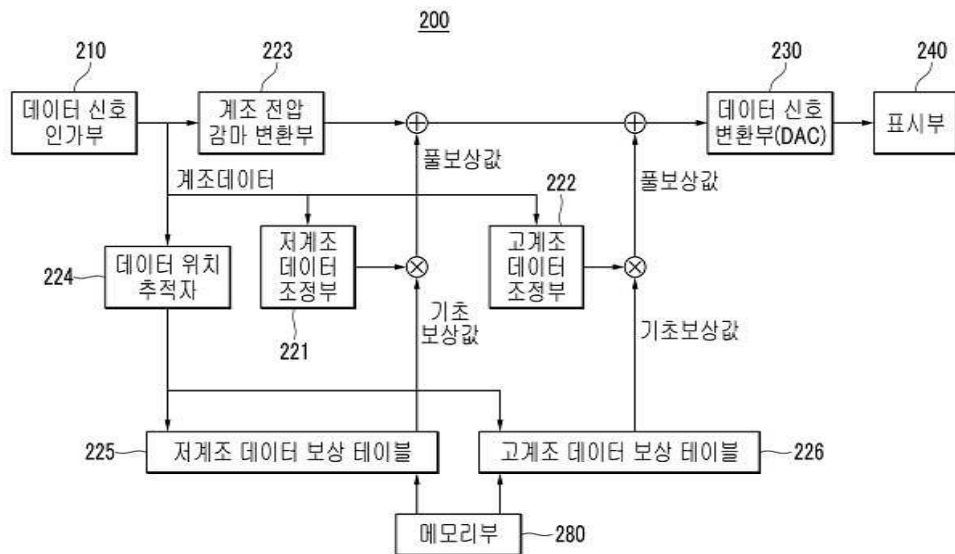 200
210
223
230
240
데이터 신호
인가부
계조 전압
감마 변환부
데이터 신호
변환부(DAC)
표시부
풀보상값
풀보상값
계조데이터
222
저계조
데이터
조정부
고계조
데이터
조정부
224
데이터 위치
추적자
221
기초
보상값
기초보상값
225
저계조 데이터 보상 테이블
고계조 데이터 보상 테이블
226
메모리부
280